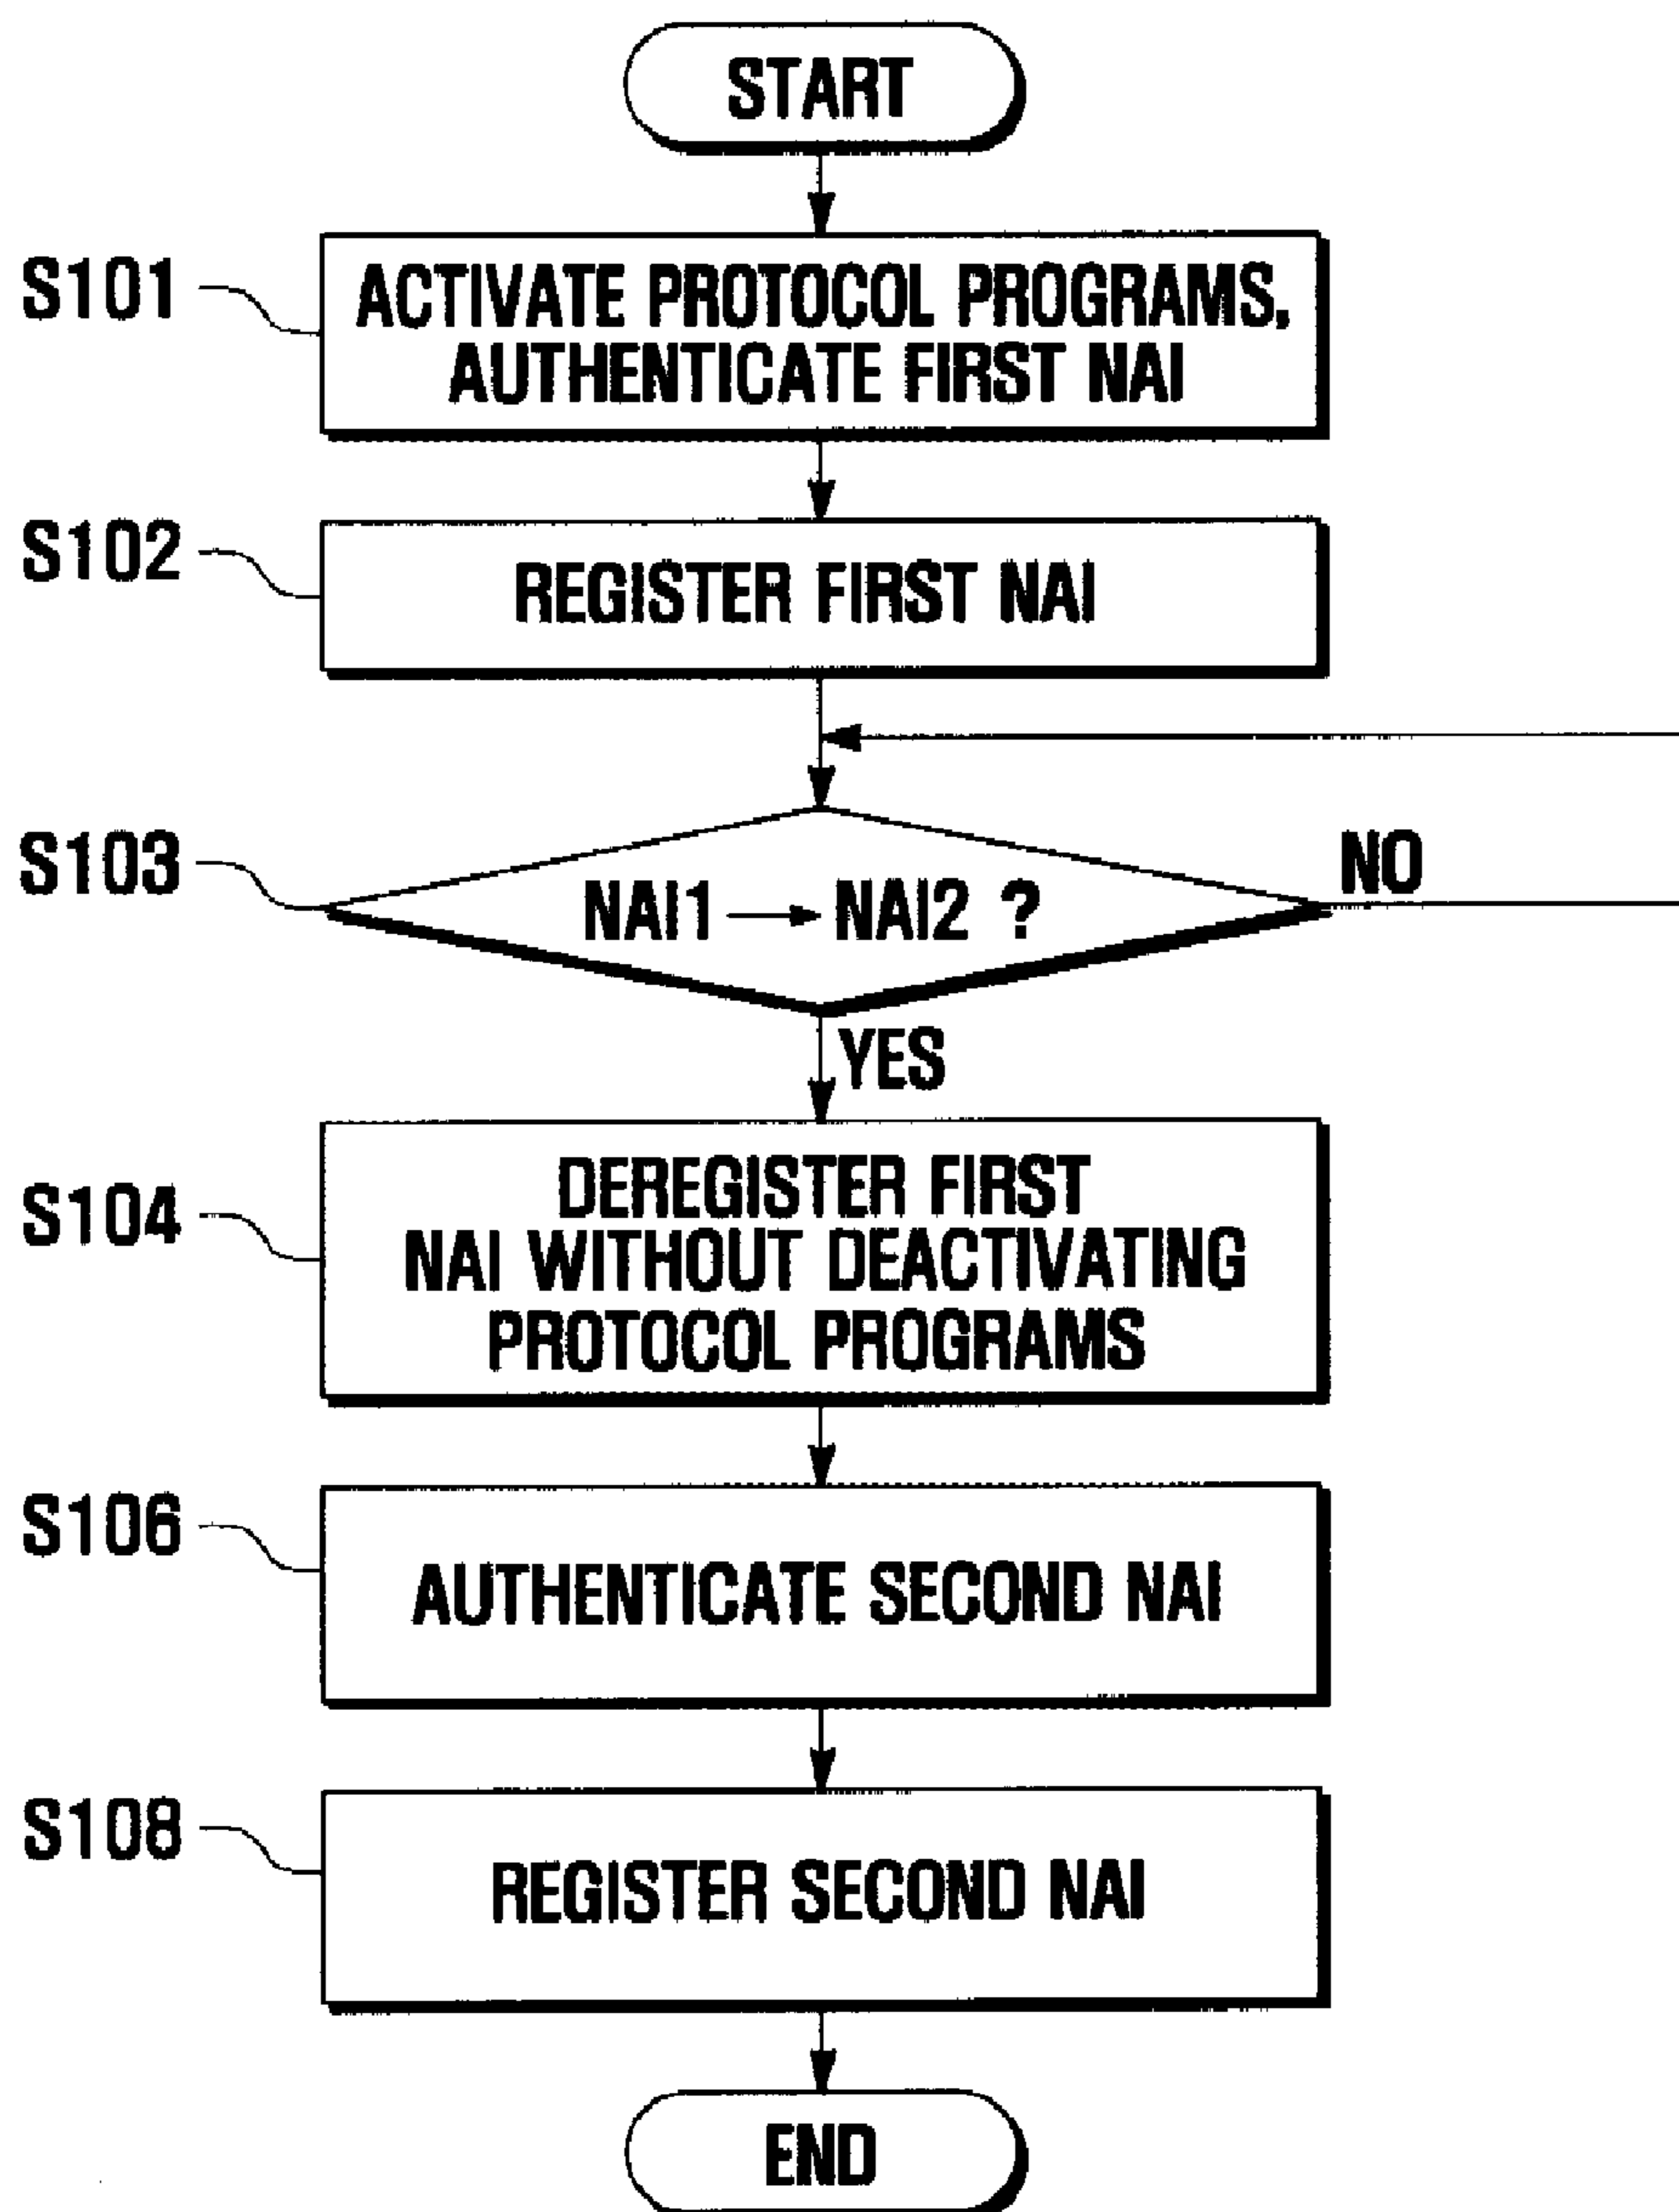 START
S101
ACTIVATE PROTOCOL PROGRAMS,
AUTHENTICATE FIRST NAI
S102
REGISTER FIRST NAI
S103
NAI1 → NAI2 ?
NO
YES
S104
DEREGISTER FIRST
NAI WITHOUT DEACTIVATING
PROTOCOL PROGRAMS
S106
AUTHENTICATE SECOND NAI
S108
REGISTER SECOND NAI
END